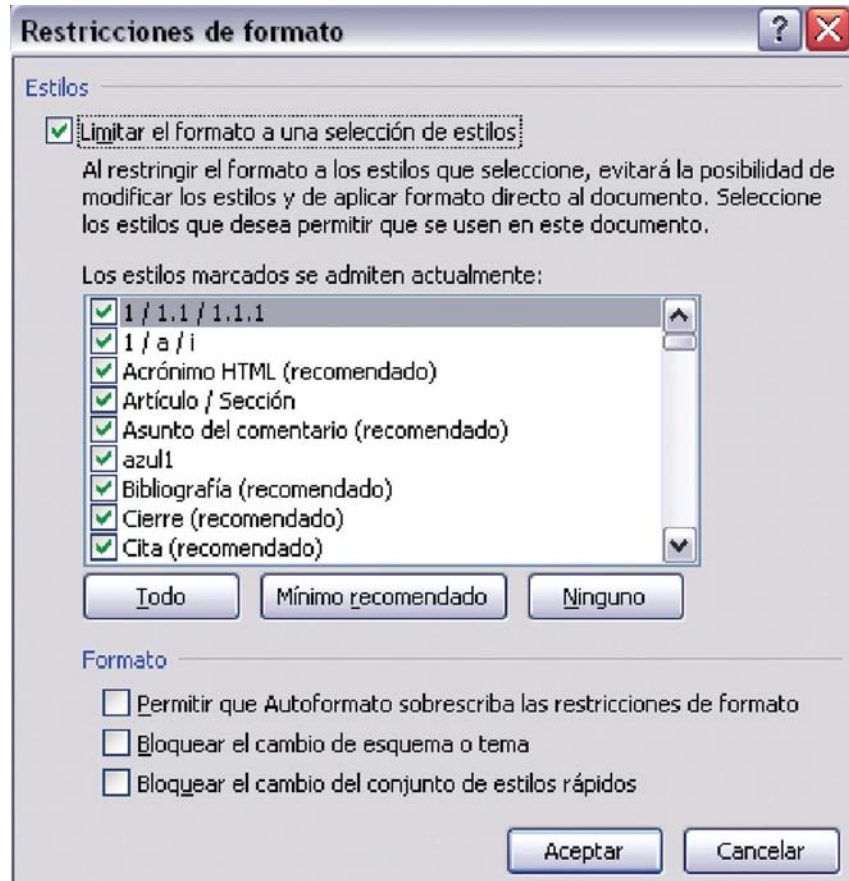 Restricciones de formato
Estilos
Limitar el formato a una selección de estilos
Al restringir el formato a los estilos que seleccione, evitará la posibilidad de
modificar los estilos y de aplicar formato directo al documento. Seleccione
los estilos que desea permitir que se usen en este documento.
Los estilos marcados se admiten actualmente:
1 / 1.1 / 1.1.1
1 / a / i
Acrónimo HTML (recomendado)
Artículo / Sección
Asunto del comentario (recomendado)
azul1
Bibliografía (recomendado)
Cierre (recomendado)
Cita (recomendado)
Todo Mínimo recomendado Ninguno
Formato
Permitir que Autoformato sobrescriba las restricciones de formato
Bloquear el cambio de esquema o tema
Bloquear el cambio del conjunto de estilos rápidos
Aceptar Cancelar